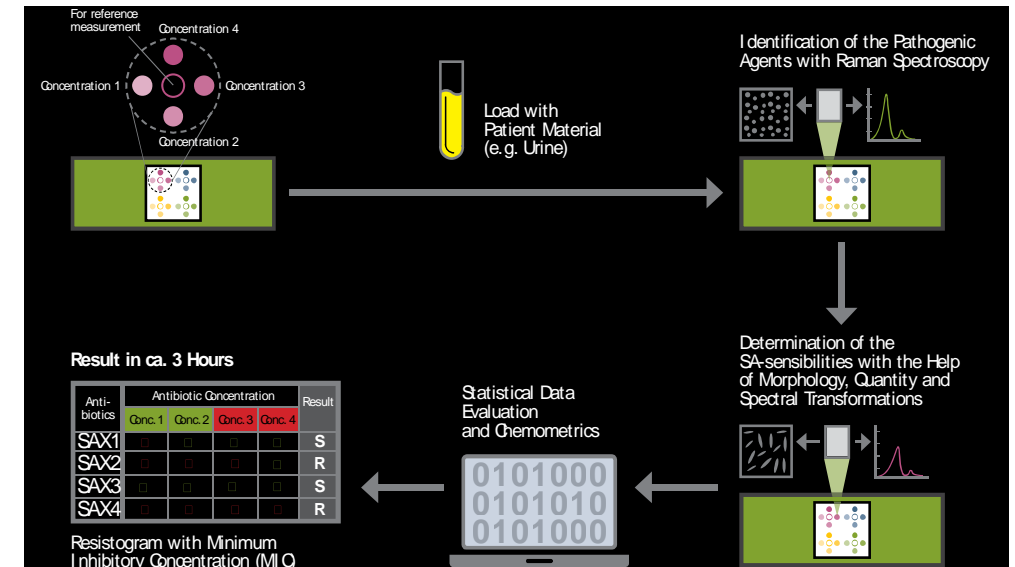 For reference
measurement
Concentration 4
Concentration 1
Concentration 3
Concentration 2
Load with
Patient Material
(e.g. Urine)
Identification of the Pathogenic
Agents with Raman Spectroscopy
Determination of the
SA-sensibilities with the Help
of Morphology, Quantity and
Spectral Transformations
Statistical Data
Evaluation
and Chemometrics
0101000
0101010
0101000
Result in ca. 3 Hours
Anti-
biotics
Antibiotic Concentration
Result
Conc. 1 Conc. 2 Conc. 3 Conc. 4
SAX1 S
SAX2 R
SAX3 S
SAX4 R
Resistogram with Minimum
Inhibitory Concentration (MIC)